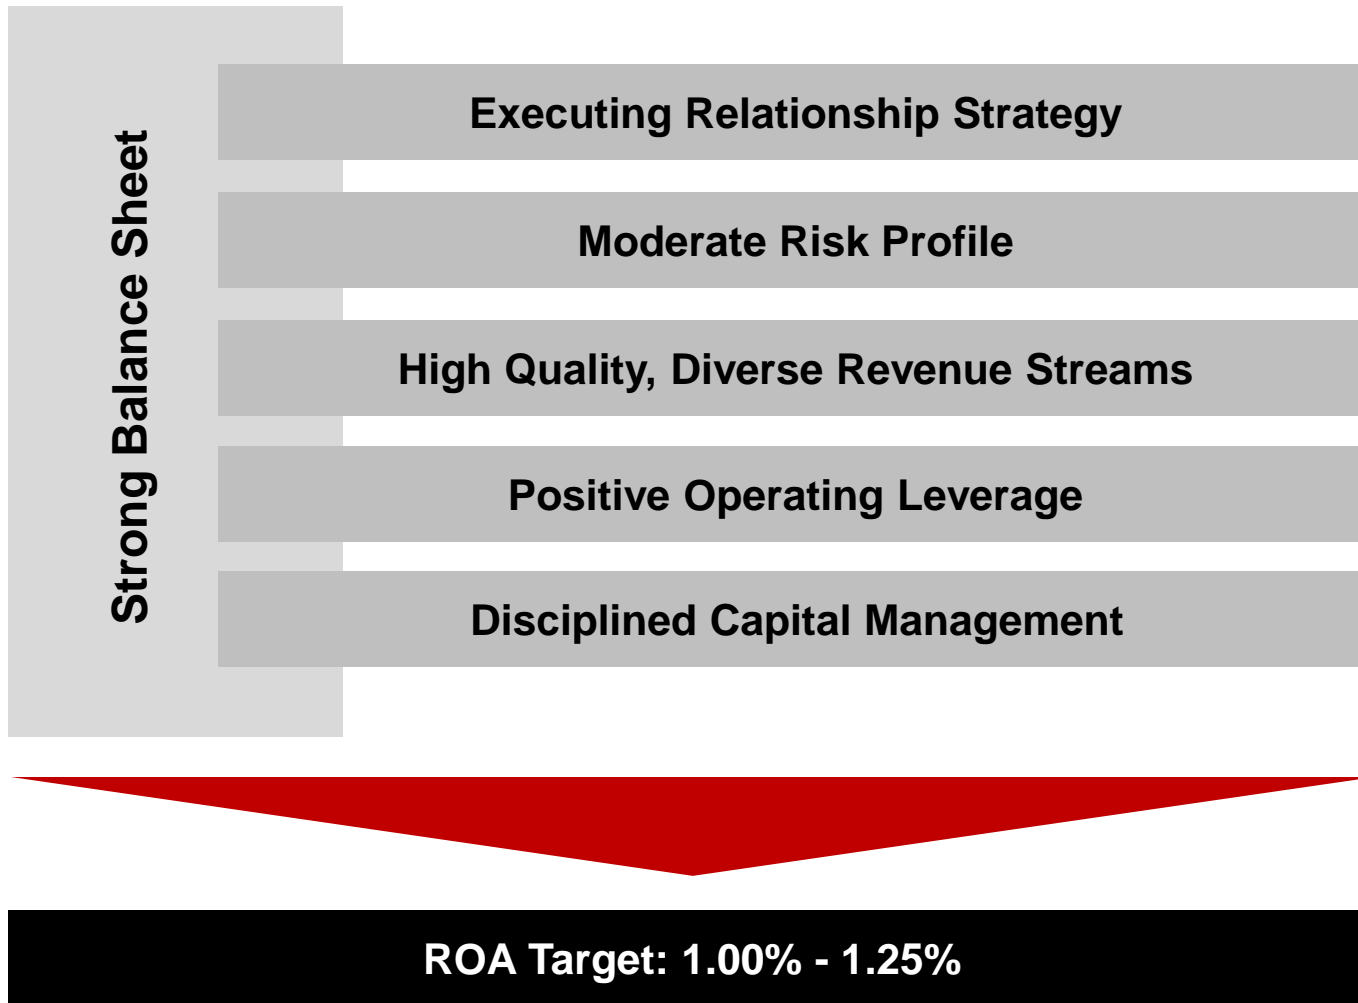 Strong Balance Sheet
Executing Relationship Strategy
Moderate Risk Profile
High Quality, Diverse Revenue Streams
Positive Operating Leverage
Disciplined Capital Management
ROA Target: 1.00% - 1.25%